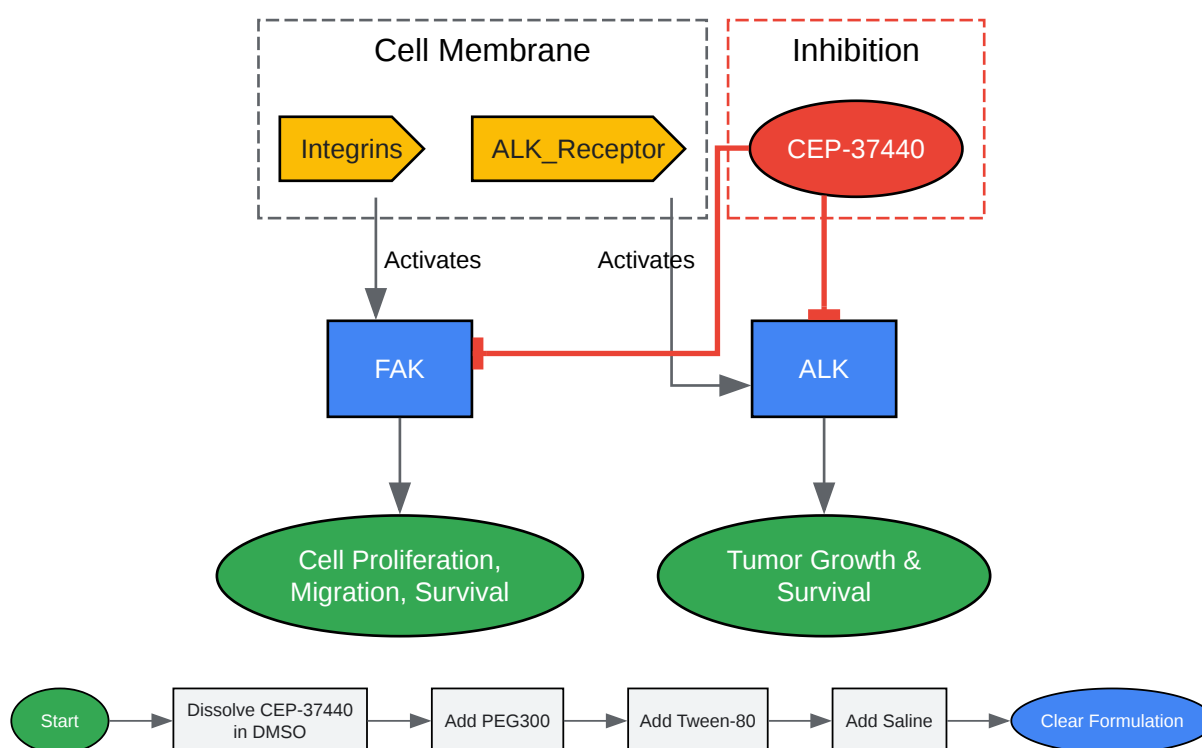 Cell Membrane
Inhibition
Integrins
ALK_Receptor
CEP-37440
Activates
Activates
FAK
ALK
Cell Proliferation,
Migration, Survival
Tumor Growth &
Survival
Start
Dissolve CEP-37440
in DMSO
Add PEG300
Add Tween-80
Add Saline
Clear Formulation